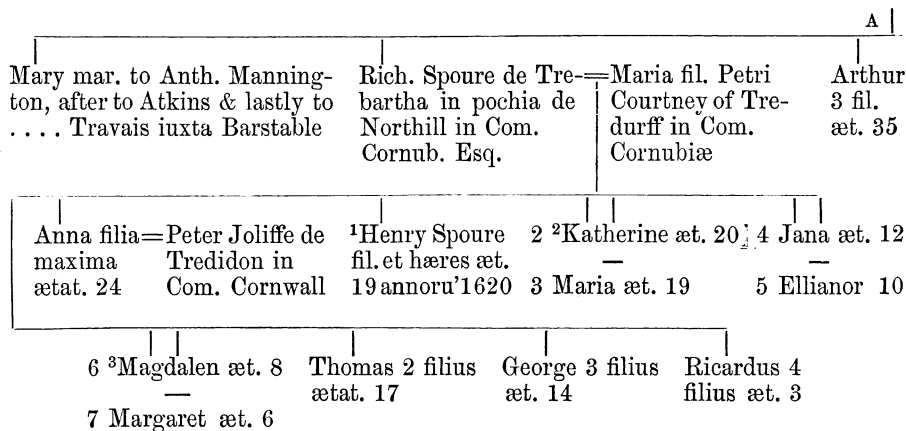 A
Mary mar. to Anth. Manning-
ton, after to Atkins & lastly to
.... Travais iuxta Barstable
Rich. Spoure de Tre-=Maria fil. Petri
bartha in pochia de Courtney of Tre-
Northill in Com. durff in Com.
Cornub. Esq. Cornubiæ
Arthur
3 fil.
æt. 35
Anna filia=Peter Joliffe de
maxima Tredidon in
ætat. 24 Com. Cornwall
¹Henry Spoure
fil. et hæres æt.
19 annoru' 1620
2 ²Katherine æt. 20
—
3 Maria æt. 19
4 Jana æt. 12
—
5 Ellianor 10
6 ³Magdalen æt. 8
—
7 Margaret æt. 6
Thomas 2 filius
ætat. 17
George 3 filius
æt. 14
Ricardus 4
filius æt. 3